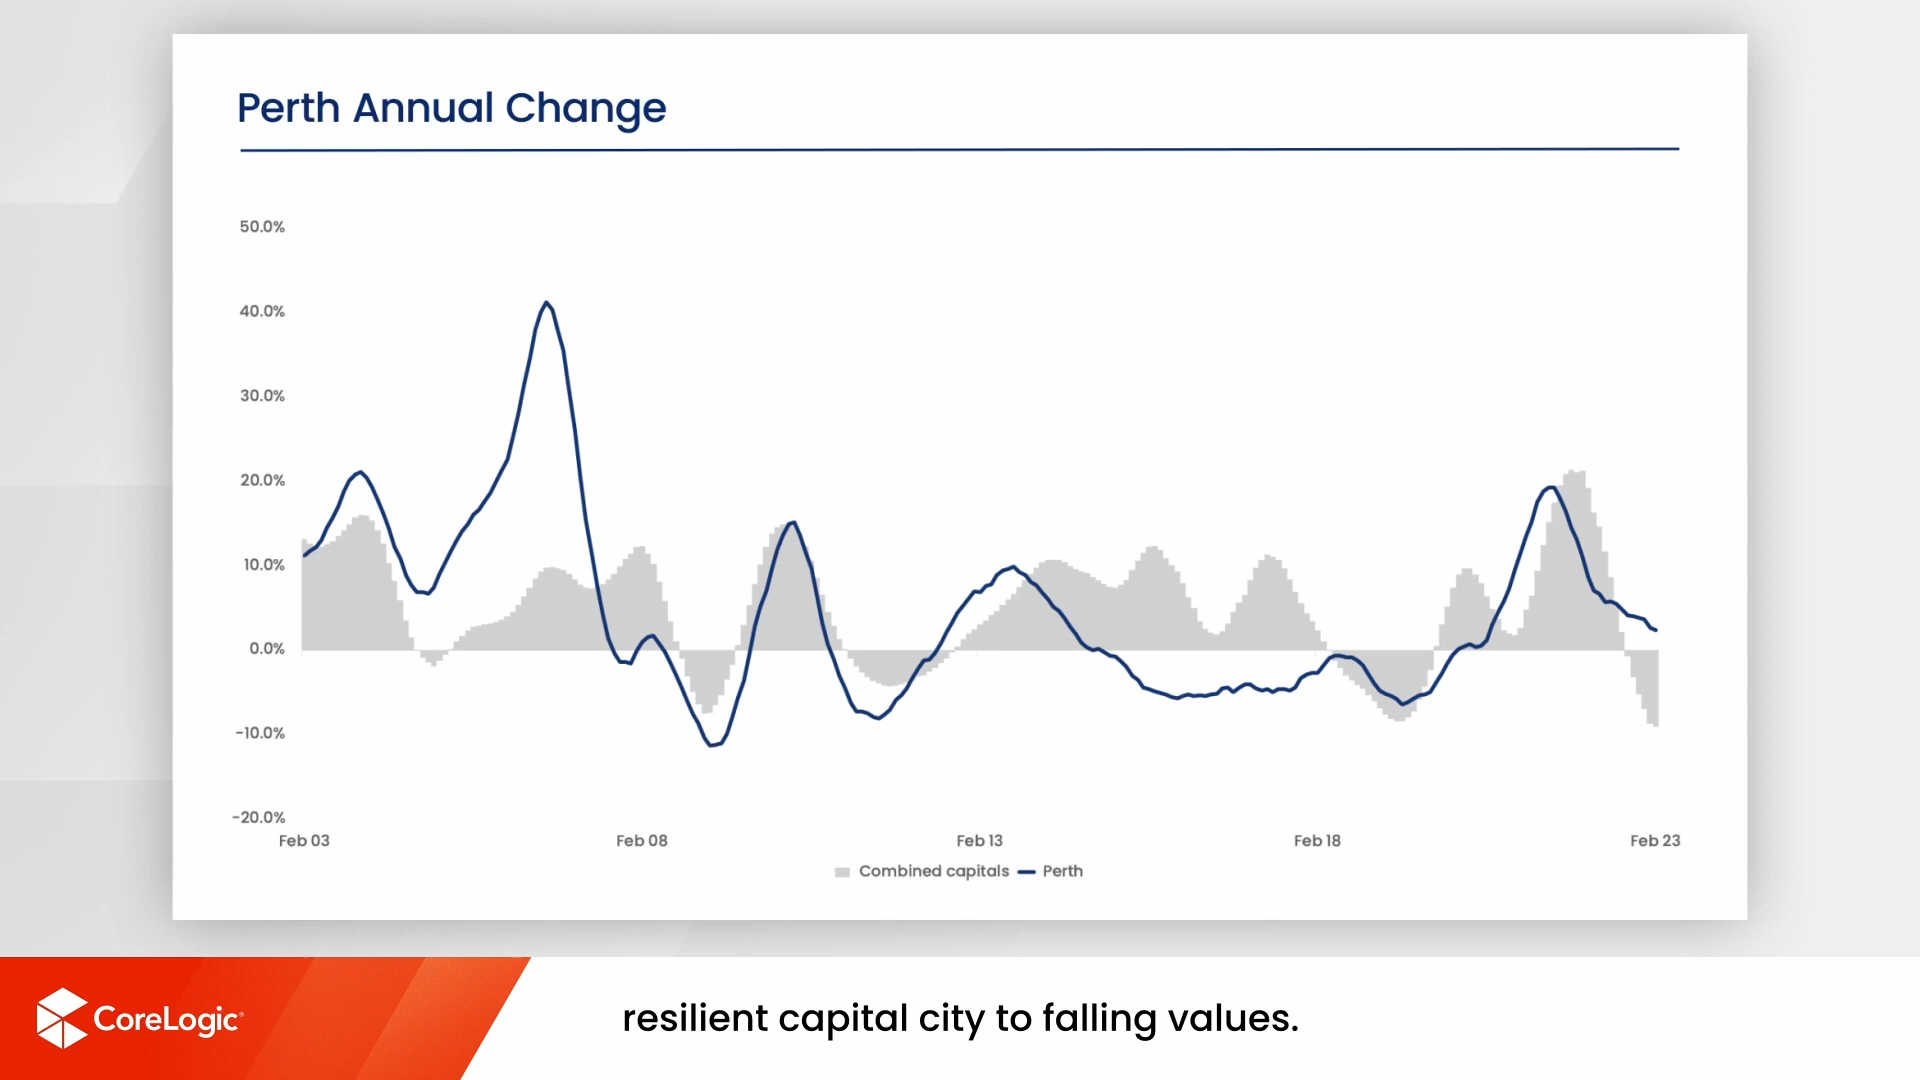 Perth Annual Change
50.0%
40.0%
30.0%
20.0%
10.0%
0.0%
-10.0%
-20.0%
Feb 03 Feb 08 Feb 13 Feb 18 Feb 23
Combined capitals Perth
CoreLogic
resilient capital city to falling values.